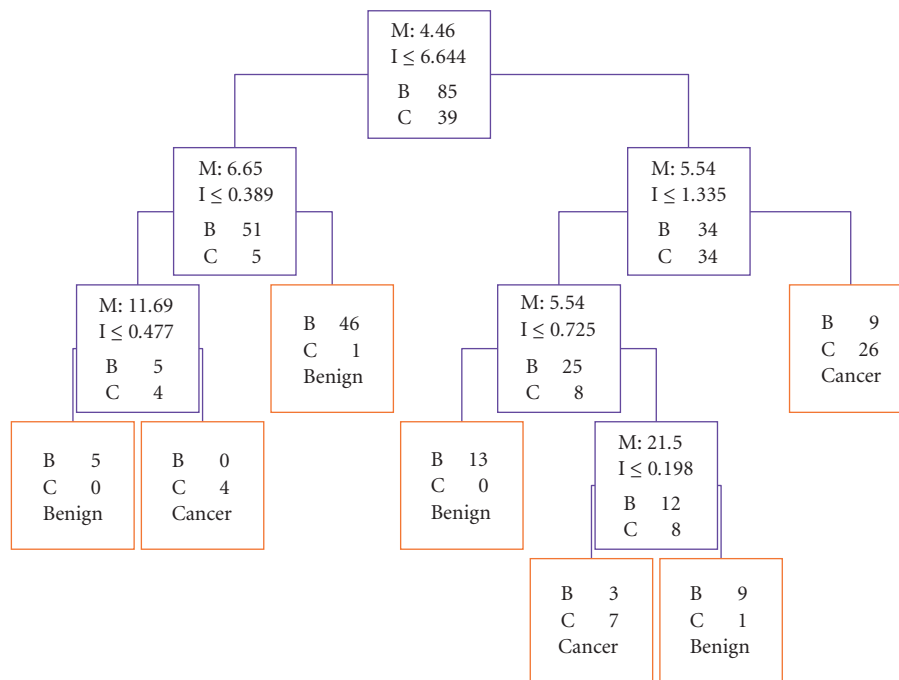 M: 4.46
I ≤ 6.644
B 85
C 39
M: 6.65
I ≤ 0.389
B 51
C 5
M: 5.54
I ≤ 1.335
B 34
C 34
M: 11.69
I ≤ 0.477
B 5
C 4
B 46
C 1
Benign
M: 5.54
I ≤ 0.725
B 25
C 8
B 9
C 26
Cancer
B 5
C 0
Benign
B 0
C 4
Cancer
B 13
C 0
Benign
M: 21.5
I ≤ 0.198
B 12
C 8
B 3
C 7
Cancer
B 9
C 1
Benign